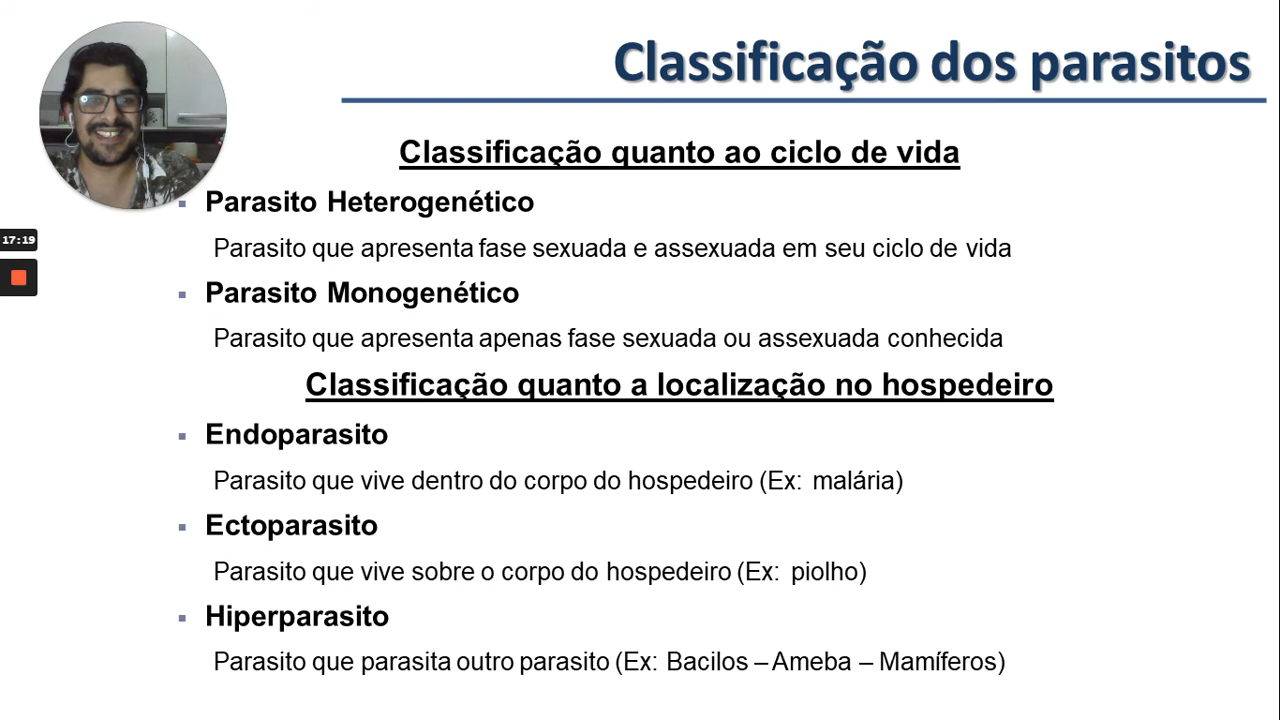 Classificação dos parasitos
Classificação quanto ao ciclo de vida
Parasito Heterogenético
Parasito que apresenta fase sexuada e assexuada em seu ciclo de vida
17:19
Parasito Monogenético
Parasito que apresenta apenas fase sexuada ou assexuada conhecida
Classificação quanto a localização no hospedeiro
Endoparasito
Parasito que vive dentro do corpo do hospedeiro (Ex: malária)
Ectoparasito
Parasito que vive sobre o corpo do hospedeiro (Ex: piolho)
Hiperparasito
Parasito que parasita outro parasito (Ex: Bacilos – Ameba – Mamíferos)